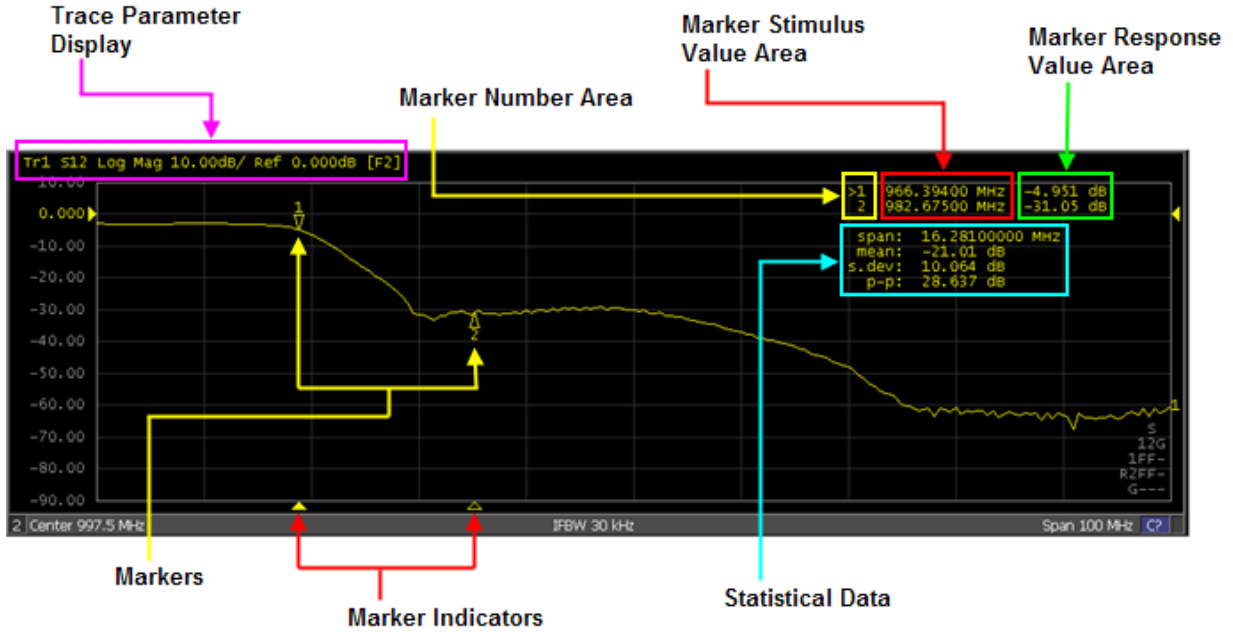 Trace Parameter
Display
Marker Stimulus
Value Area
Marker Response
Value Area
Marker Number Area
Tr1 S12 Log Mag 10.00dB/ Ref 0.000dB [F2]
10.00
0.000
-10.00
-20.00
-30.00
-40.00
-50.00
-60.00
-70.00
-80.00
-90.00
1
2
>1 966.39400 MHz -4.951 dB
2 982.67500 MHz -31.05 dB
span: 16.28100000 MHz
mean: -21.01 dB
s.dev: 10.064 dB
p-p: 28.637 dB
1
S
12G
1FF-
R2FF-
G---
2 Center 997.5 MHz IFBW 30 kHz Span 100 MHz C?
Markers
Marker Indicators
Statistical Data